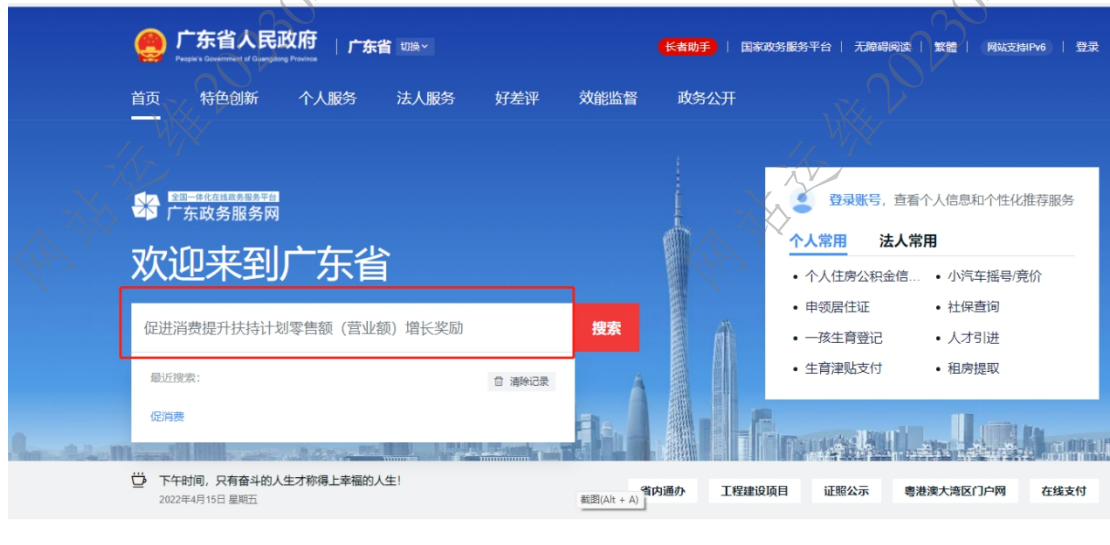 广东省人民政府
People's Government of Guangdong Province
广东省 切换
长者助手 | 国家政务服务平台 | 无障碍阅读 | 繁體 | 网站支持IPv6 | 登录
首页 特色创新 个人服务 法人服务 好差评 效能监督 政务公开
全国一体化在线政务服务平台
广东政务服务网
欢迎来到广东省
促进消费提升扶持计划零售额（营业额）增长奖励
搜索
最近搜索:
清除记录
促消费
登录账号，查看个人信息和个性化推荐服务
个人常用 法人常用
• 个人住房公积金信... • 小汽车摇号/竞价
• 申领居住证 • 社保查询
• 一孩生育登记 • 人才引进
• 生育津贴支付 • 租房提取
下午时间，只有奋斗的人生才称得上幸福的人生！
2022年4月15日 星期五
截图(Alt + A)
省内通办 工程建设项目 证照公示 粤港澳大湾区门户网 在线支付